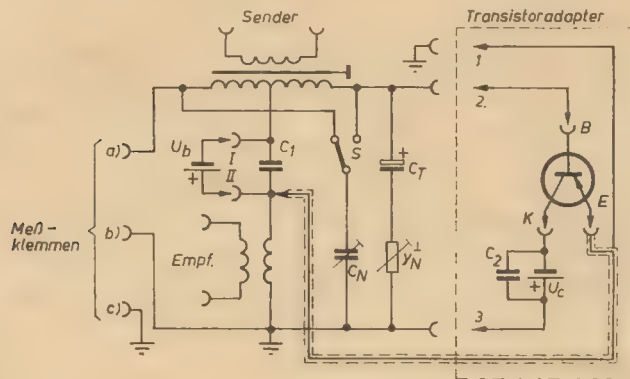 Sender
Transistoradapter
1
2.
a)
U_b
+
I
II
C_1
S
+
C_T
B
E
K
Meß-
klemmen
b)
Empf.
C_N
y_N
C_2
+
U_c
c)
3